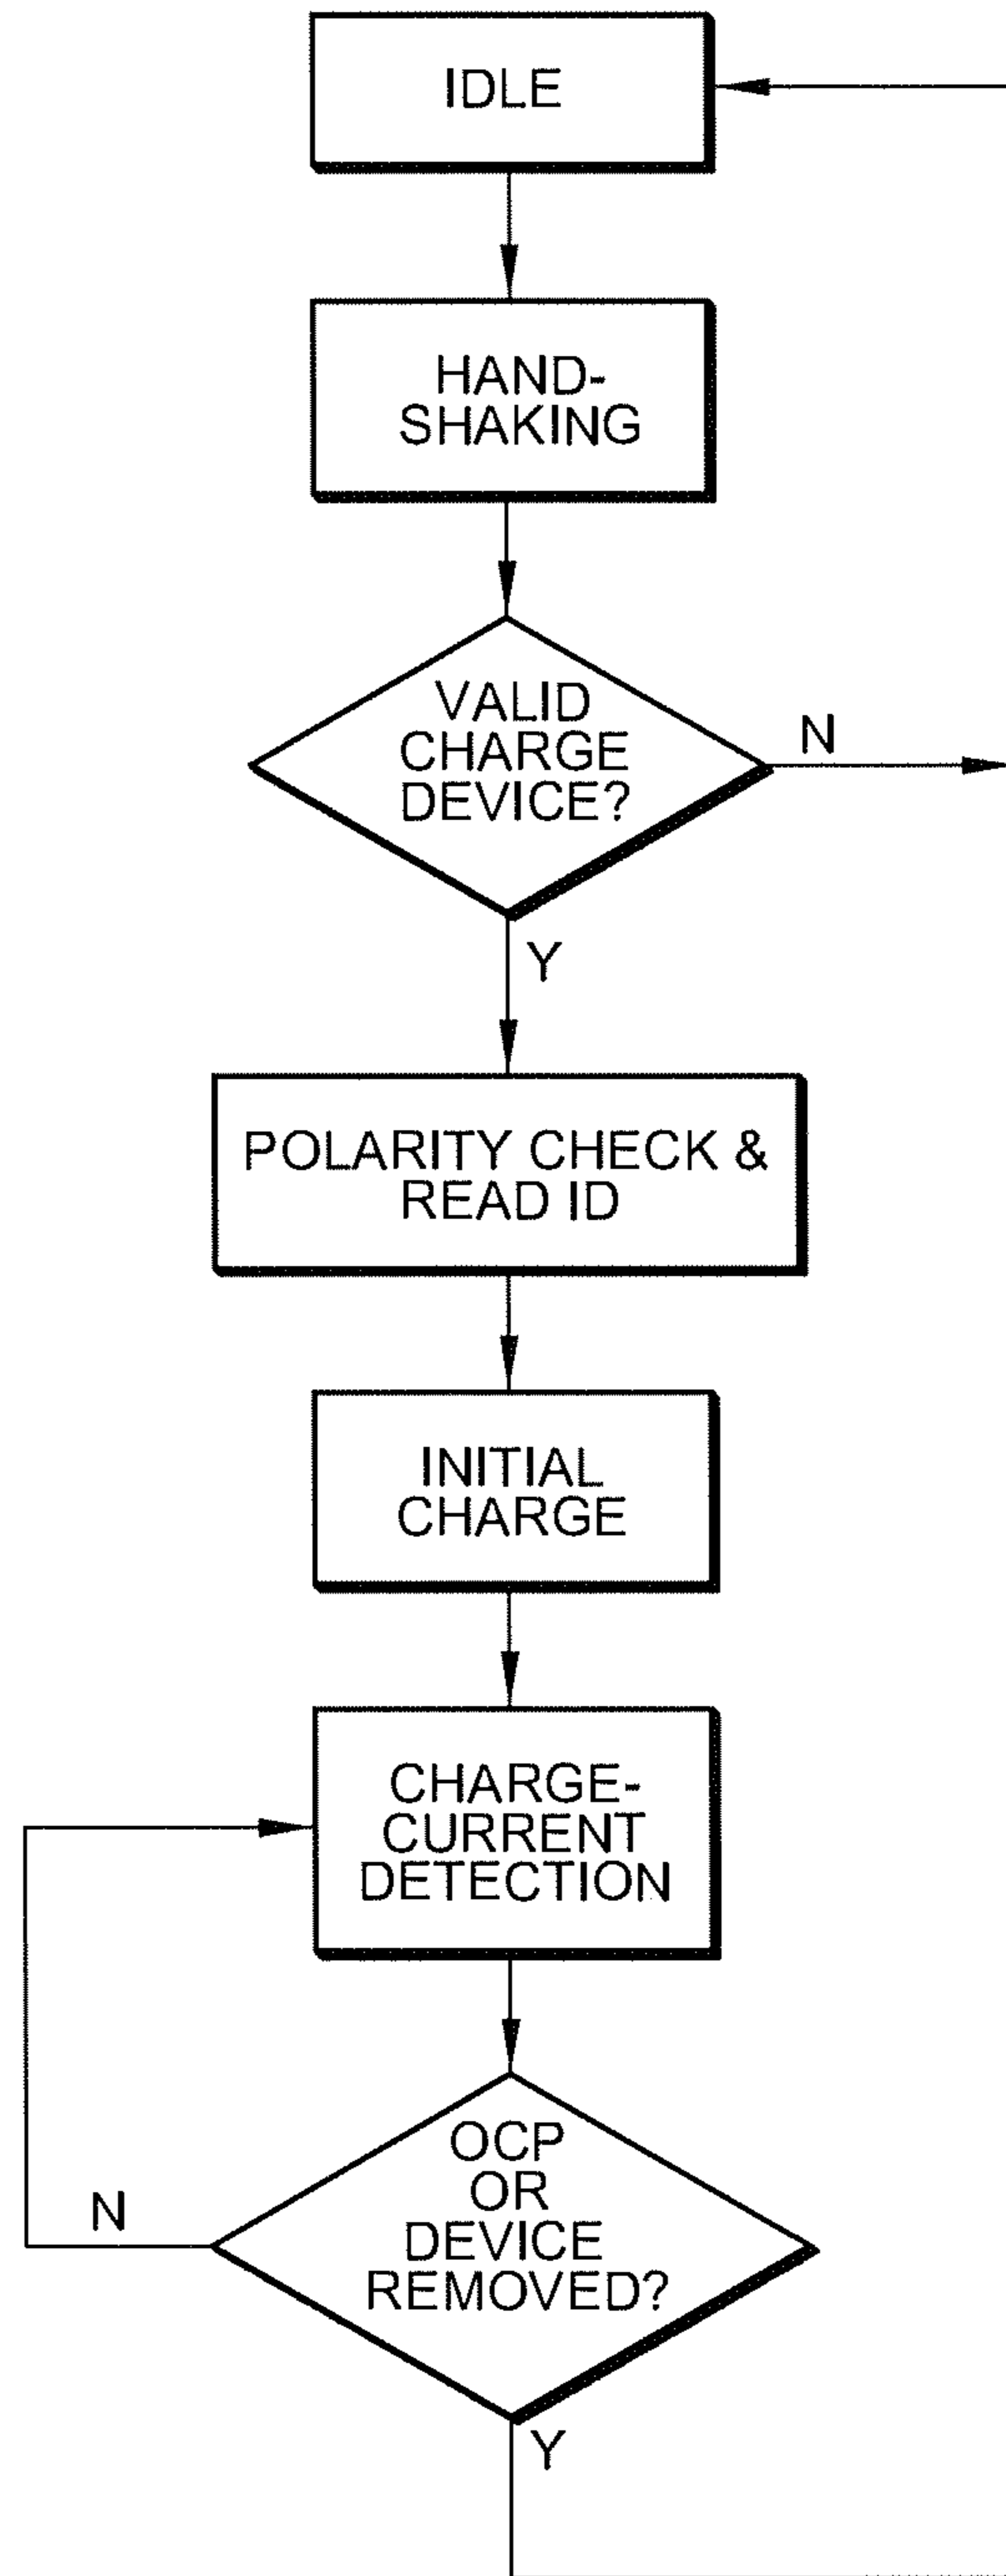 IDLE
HAND-
SHAKING
VALID
CHARGE
DEVICE?
N
Y
POLARITY CHECK &
READ ID
INITIAL
CHARGE
CHARGE-
CURRENT
DETECTION
OCP
OR
DEVICE
REMOVED?
N
Y